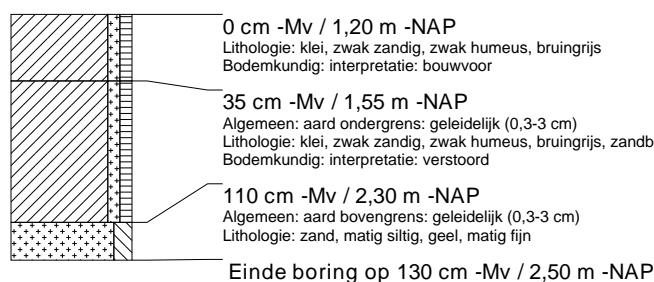 0 cm -Mv / 1,20 m -NAP
Lithologie: klei, zwak zandig, zwak humeus, bruingrijs
Bodemkundig: interpretatie: bouwvoor
35 cm -Mv / 1,55 m -NAP
Algemeen: aard ondergrens: geleidelijk (0,3-3 cm)
Lithologie: klei, zwak zandig, zwak humeus, bruingrijs, zandb
Bodemkundig: interpretatie: verstoord
110 cm -Mv / 2,30 m -NAP
Algemeen: aard bovengrens: geleidelijk (0,3-3 cm)
Lithologie: zand, matig siltig, geel, matig fijn
Einde boring op 130 cm -Mv / 2,50 m -NAP